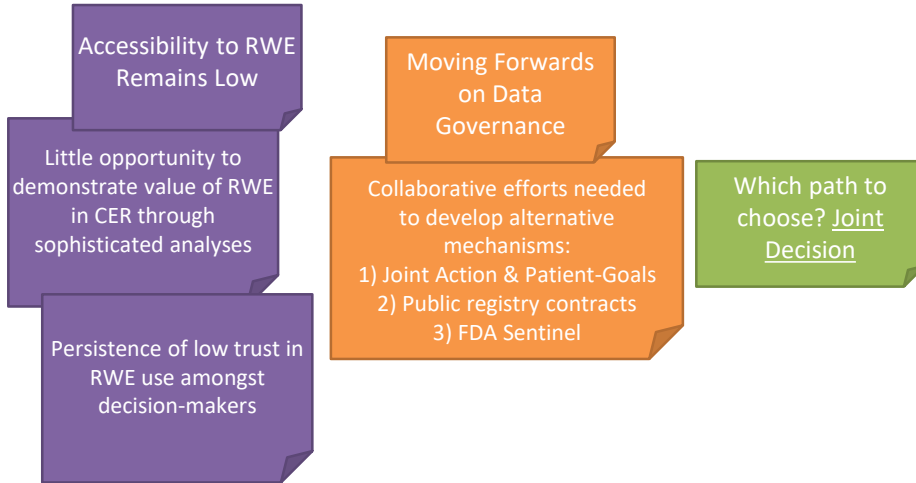 Accessibility to RWE
Remains Low
Little opportunity to
demonstrate value of RWE
in CER through
sophisticated analyses
Persistence of low trust in
RWE use amongst
decision-makers
Moving Forwards
on Data
Governance
Collaborative efforts needed
to develop alternative
mechanisms:
1) Joint Action & Patient-Goals
2) Public registry contracts
3) FDA Sentinel
Which path to
choose? Joint
Decision